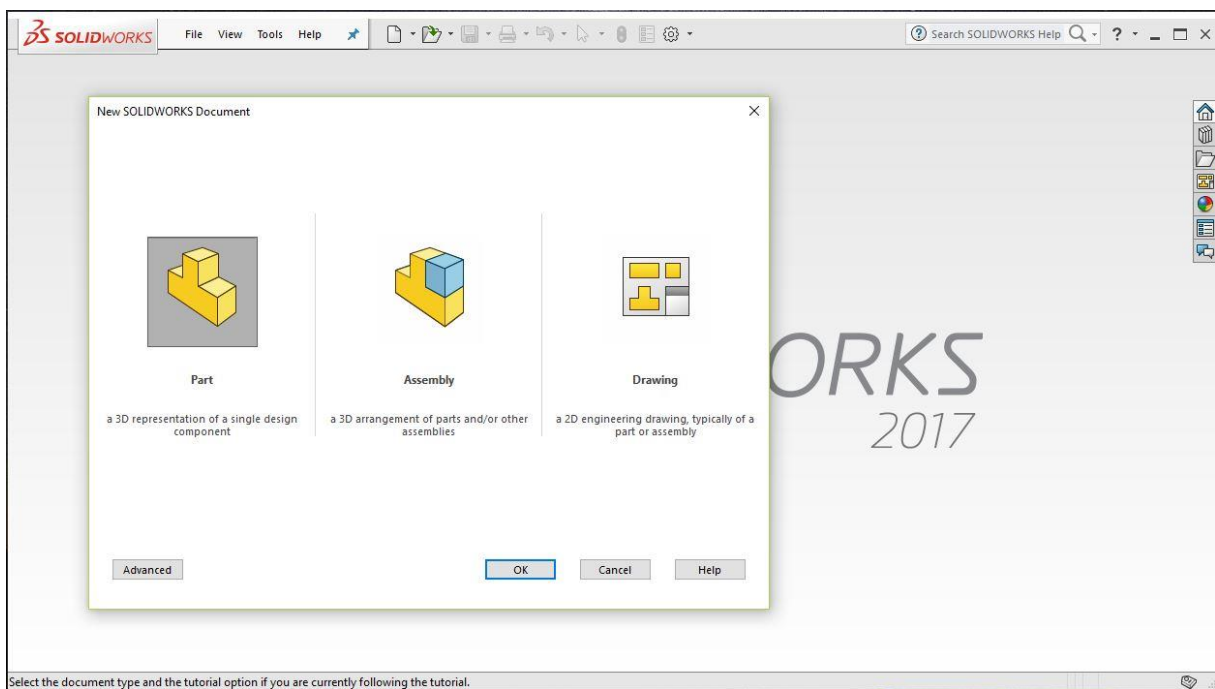 SOLIDWORKS File View Tools Help
Search SOLIDWORKS Help ?
New SOLIDWORKS Document
Part
a 3D representation of a single design
component
Assembly
a 3D arrangement of parts and/or other
assemblies
Drawing
a 2D engineering drawing, typically of a
part or assembly
ORKS
2017
Advanced OK Cancel Help
Select the document type and the tutorial option if you are currently following the tutorial.